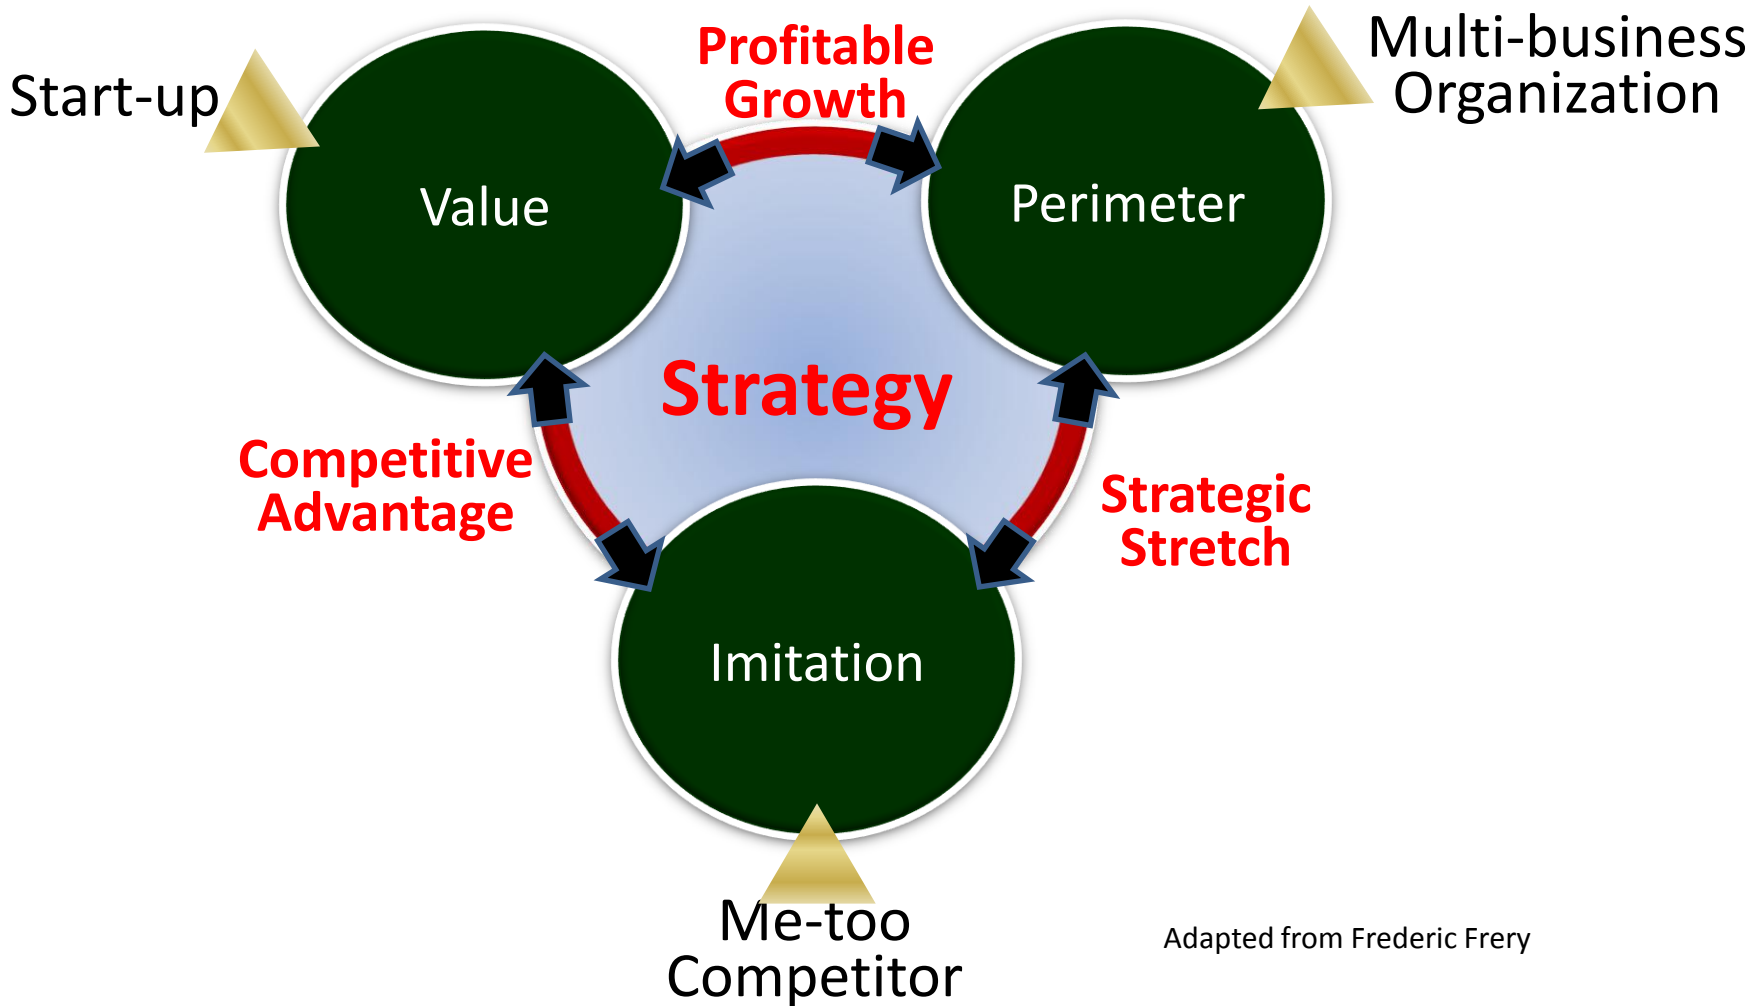 Profitable
Growth
Multi-business
Organization
Start-up
Value
Perimeter
Strategy
Competitive
Advantage
Strategic
Stretch
Imitation
Me-too
Competitor
Adapted from Frederic Frery